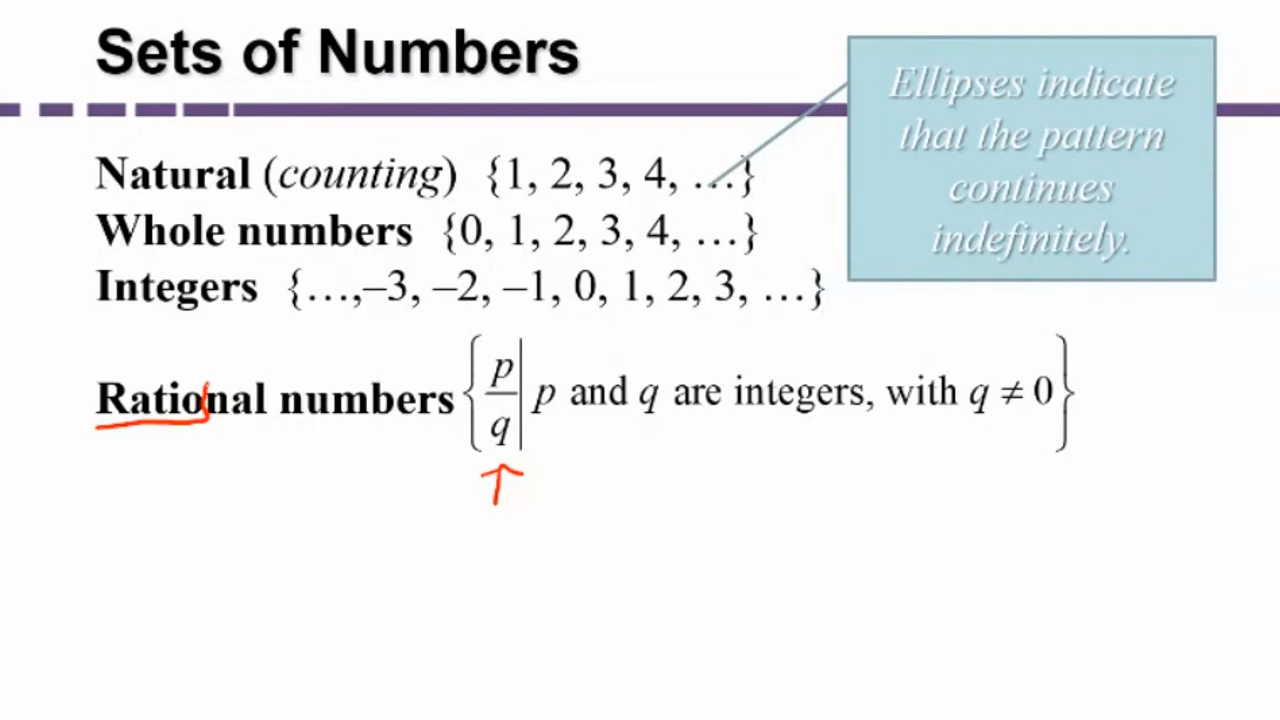 Sets of Numbers
Ellipses indicate
that the pattern
continues
indefinitely.
Natural (counting) {1, 2, 3, 4, …}
Whole numbers {0, 1, 2, 3, 4, …}
Integers {…,–3, –2, –1, 0, 1, 2, 3, …}
Rational numbers {p/q | p and q are integers, with q ≠ 0}